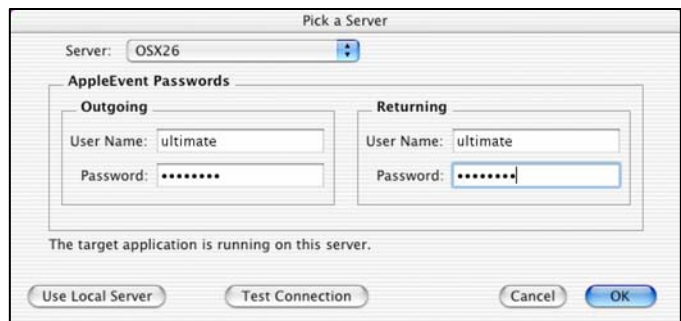 Pick a Server
Server: OSX26
AppleEvent Passwords
Outgoing Returning
User Name: ultimate User Name: ultimate
Password: •••••••• Password: ••••••••
The target application is running on this server.
Use Local Server Test Connection Cancel OK